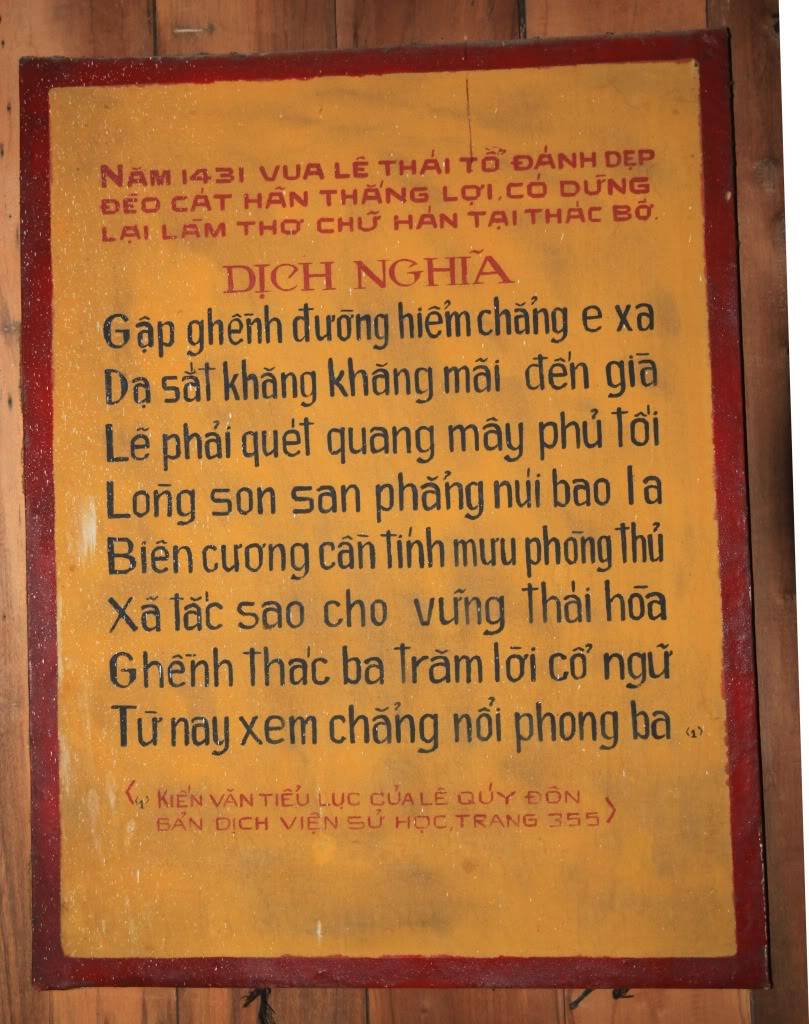 NĂM 1431 VUA LÊ THÁI TỔ ĐÁNH DẸP
ĐÈO CÁT HÃN THẮNG LỢI, CÓ DỪNG
LẠI LÀM THƠ CHỮ HÁN TẠI THÁC BỜ.
DỊCH NGHĨA
Gập ghềnh đường hiểm chẳng e xa
Dạ sắt khăng khăng mãi đến già
Lẽ phải quét quang mây phủ tối
Lòng son san phẳng núi bao la
Biên cương cần tính mưu phòng thủ
Xã tắc sao cho vững thái hòa
Ghềnh thác ba trăm lời cổ ngữ
Từ nay xem chẳng nổi phong ba (1)
(1) KIẾN VĂN TIỂU LỤC CỦA LÊ QÚY ĐÔN
BẢN DỊCH VIỆN SỬ HỌC, TRANG 355)